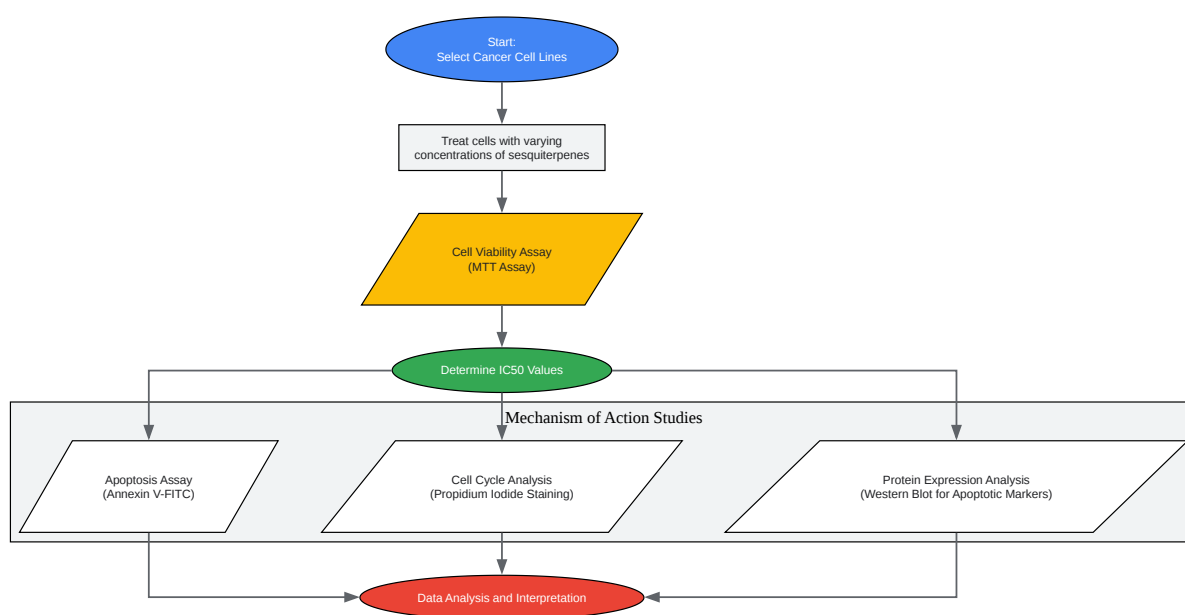 Start:
Select Cancer Cell Lines
Treat cells with varying
concentrations of sesquiterpenes
Cell Viability Assay
(MTT Assay)
Determine IC50 Values
Mechanism of Action Studies
Apoptosis Assay
(Annexin V-FITC)
Cell Cycle Analysis
(Propidium Iodide Staining)
Protein Expression Analysis
(Western Blot for Apoptotic Markers)
Data Analysis and Interpretation